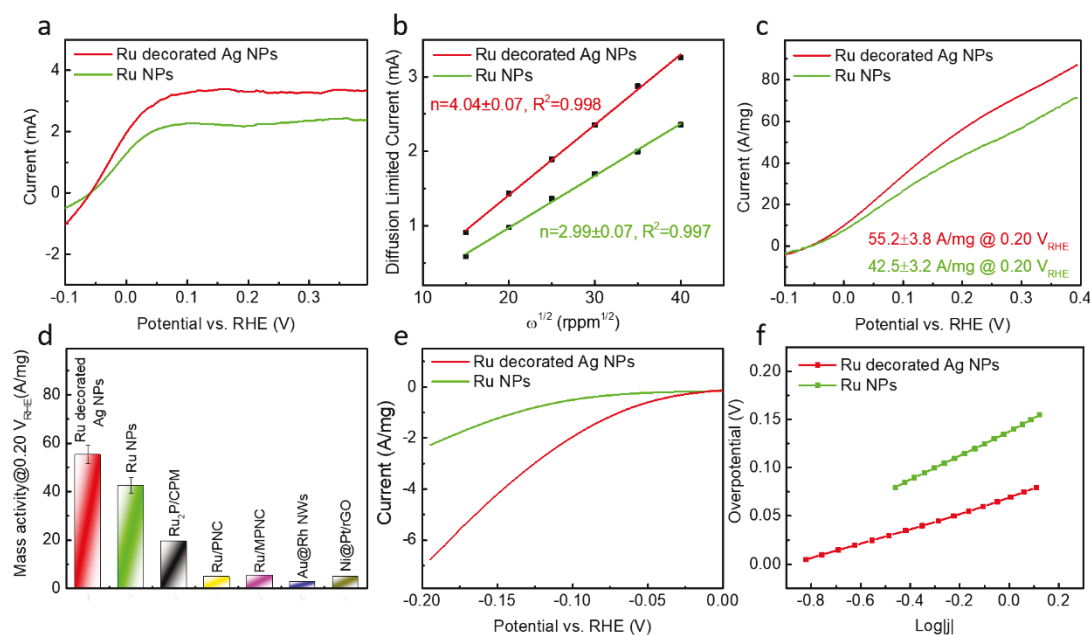 a
Ru decorated Ag NPs
Ru NPs
Current (mA)
4
2
0
-2
-0.1 0.0 0.1 0.2 0.3
Potential vs. RHE (V)
b
Ru decorated Ag NPs
Ru NPs
n=4.04±0.07, R²=0.998
n=2.99±0.07, R²=0.997
Diffusion Limited Current (mA)
3
2
1
10 20 30 40
ω^1/2 (rppm^1/2)
c
Ru decorated Ag NPs
Ru NPs
Current (A/mg)
80
60
40
20
0
55.2±3.8 A/mg @ 0.20 V_RHE
42.5±3.2 A/mg @ 0.20 V_RHE
-0.1 0.0 0.1 0.2 0.3 0.4
Potential vs. RHE (V)
d
Mass activity@0.20 V_RHE(A/mg)
80
60
40
20
0
Ru decorated
Ag NPs
Ru NPs
Ru₂P/CPM
Ru/PNC
Ru/MPNC
Au@Rh NWs
Ni@Pt/rGO
e
Ru decorated Ag NPs
Ru NPs
Current (A/mg)
0
-2
-4
-6
-0.20 -0.15 -0.10 -0.05 0.00
Potential vs. RHE (V)
f
Ru decorated Ag NPs
Ru NPs
Overpotential (V)
0.20
0.15
0.10
0.05
0.00
-0.8 -0.4 0.0 0.4
Log|j|